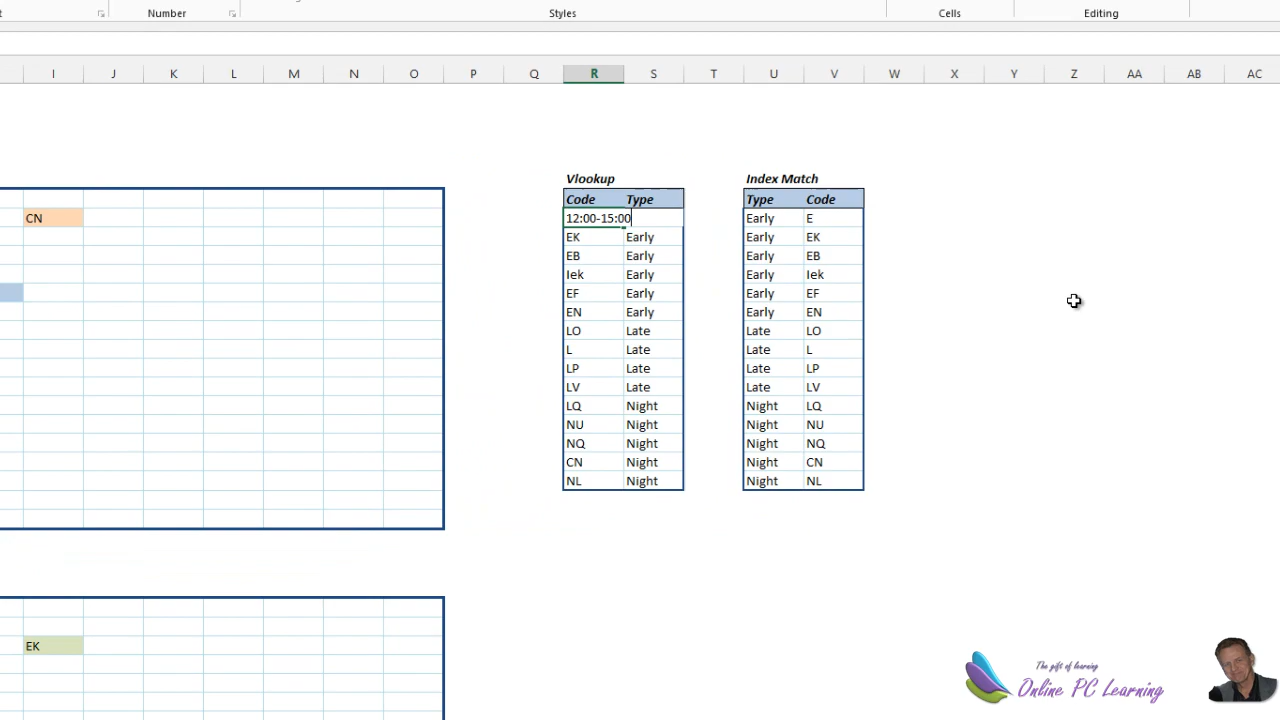 Number Styles Cells Editing
I J K L M N O P Q R S T U V W X Y Z AA AB AC
Vlookup Index Match
Code Type Type Code
CN 12:00-15:00 Early E
EK Early Early EK
EB Early Early EB
Iek Early Early Iek
EF Early Early EF
EN Early Early EN
LO Late Late LO
L Late Late L
LP Late Late LP
LV Late Late LV
LQ Night Night LQ
NU Night Night NU
NQ Night Night NQ
CN Night Night CN
NL Night Night NL
EK
The gift of learning
Online PC Learning